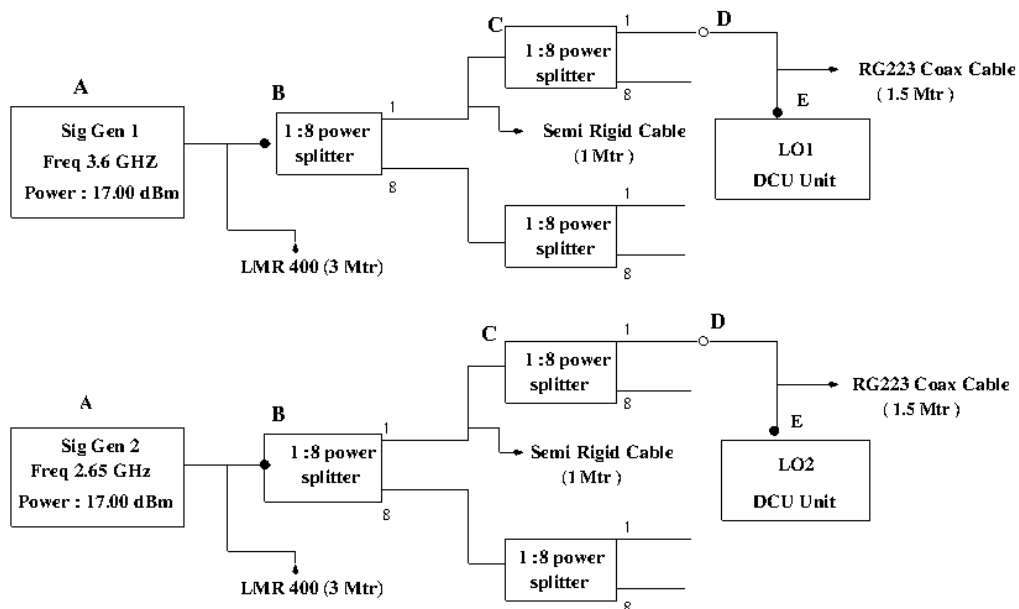 A
Sig Gen 1
Freq 3.6 GHZ
Power : 17.00 dBm
LMR 400 (3 Mtr)
B
1 :8 power
splitter
1
8
C
1 :8 power
splitter
1
8
Semi Rigid Cable
(1 Mtr )
1 :8 power
splitter
1
8
D
RG223 Coax Cable
( 1.5 Mtr )
E
LO1
DCU Unit
A
Sig Gen 2
Freq 2.65 GHz
Power : 17.00 dBm
LMR 400 (3 Mtr)
B
1 :8 power
splitter
1
8
C
1 :8 power
splitter
1
8
Semi Rigid Cable
(1 Mtr )
1 :8 power
splitter
1
8
D
RG223 Coax Cable
( 1.5 Mtr )
E
LO2
DCU Unit